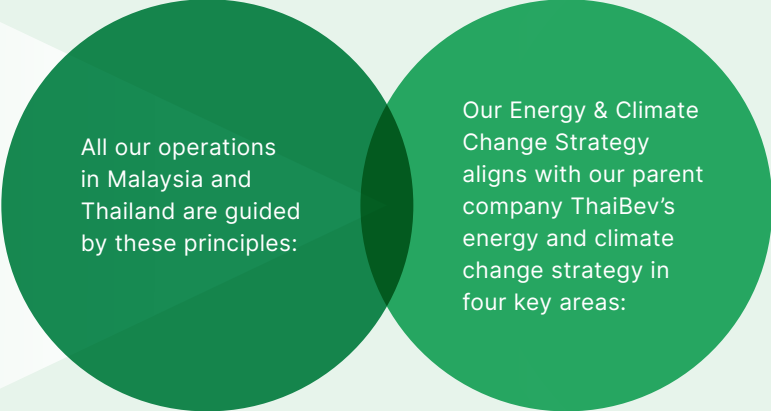 All our operations
in Malaysia and
Thailand are guided
by these principles:
Our Energy & Climate
Change Strategy
aligns with our parent
company ThaiBev’s
energy and climate
change strategy in
four key areas: